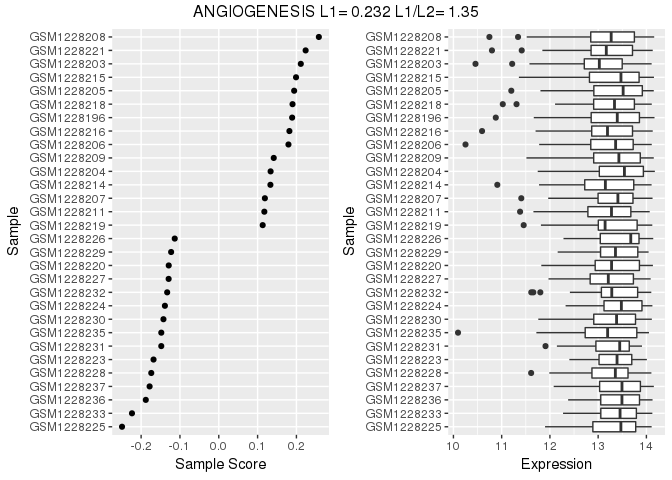 ANGIOGENESIS L1= 0.232 L1/L2= 1.35
Sample
GSM1228208
GSM1228221
GSM1228203
GSM1228215
GSM1228205
GSM1228218
GSM1228196
GSM1228216
GSM1228206
GSM1228209
GSM1228204
GSM1228214
GSM1228207
GSM1228211
GSM1228219
GSM1228226
GSM1228229
GSM1228220
GSM1228227
GSM1228232
GSM1228224
GSM1228230
GSM1228235
GSM1228231
GSM1228223
GSM1228228
GSM1228237
GSM1228236
GSM1228233
GSM1228225
-0.2 -0.1 0.0 0.1 0.2
Sample Score
Sample
GSM1228208
GSM1228221
GSM1228203
GSM1228215
GSM1228205
GSM1228218
GSM1228196
GSM1228216
GSM1228206
GSM1228209
GSM1228204
GSM1228214
GSM1228207
GSM1228211
GSM1228219
GSM1228226
GSM1228229
GSM1228220
GSM1228227
GSM1228232
GSM1228224
GSM1228230
GSM1228235
GSM1228231
GSM1228223
GSM1228228
GSM1228237
GSM1228236
GSM1228233
GSM1228225
10 11 12 13 14
Expression